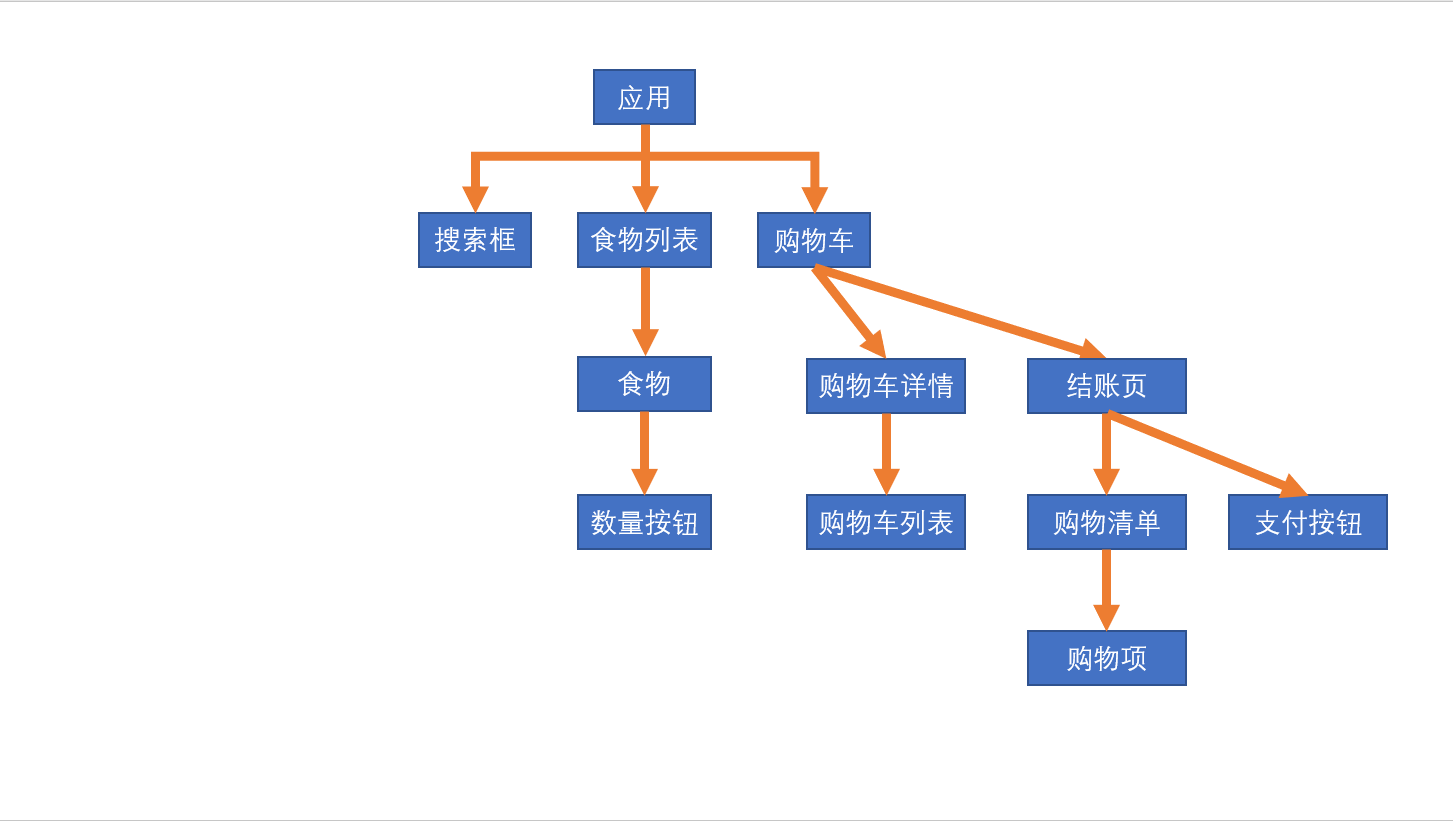 应用
搜索框
食物列表
购物车
食物
购物车详情
结账页
数量按钮
购物车列表
购物清单
支付按钮
购物项